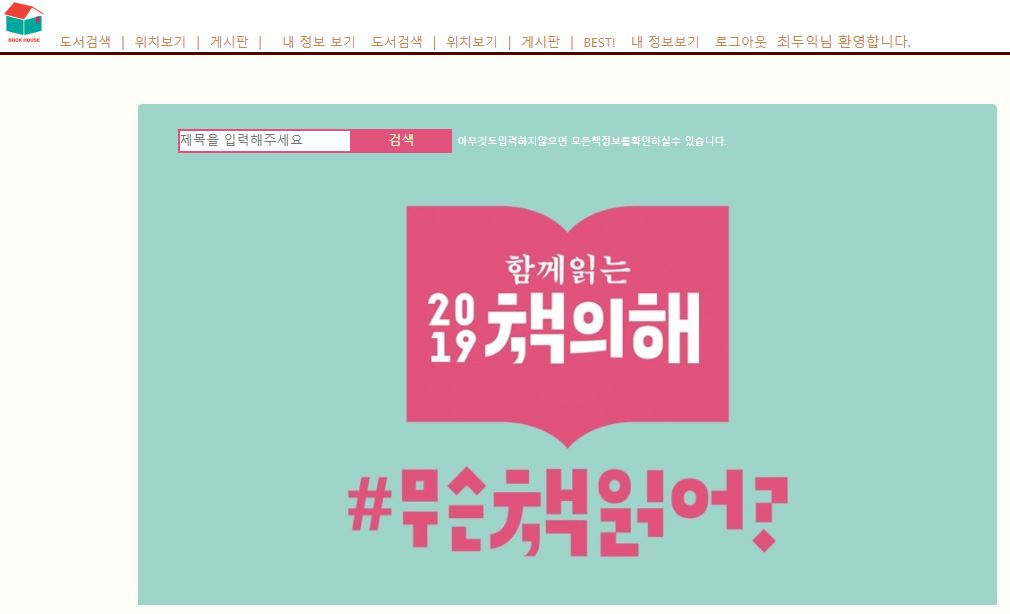 BOOK HOUSE
도서검색 | 위치보기 | 게시판 | 내 정보 보기 도서검색 | 위치보기 | 게시판 | BEST! 내 정보보기 로그아웃 최두익님 환영합니다.
제목을 입력해주세요 검색 아무것도입력하지않으면 모든책정보를확인하실수 있습니다.
함께읽는
2019 책의해
#무슨책읽어?